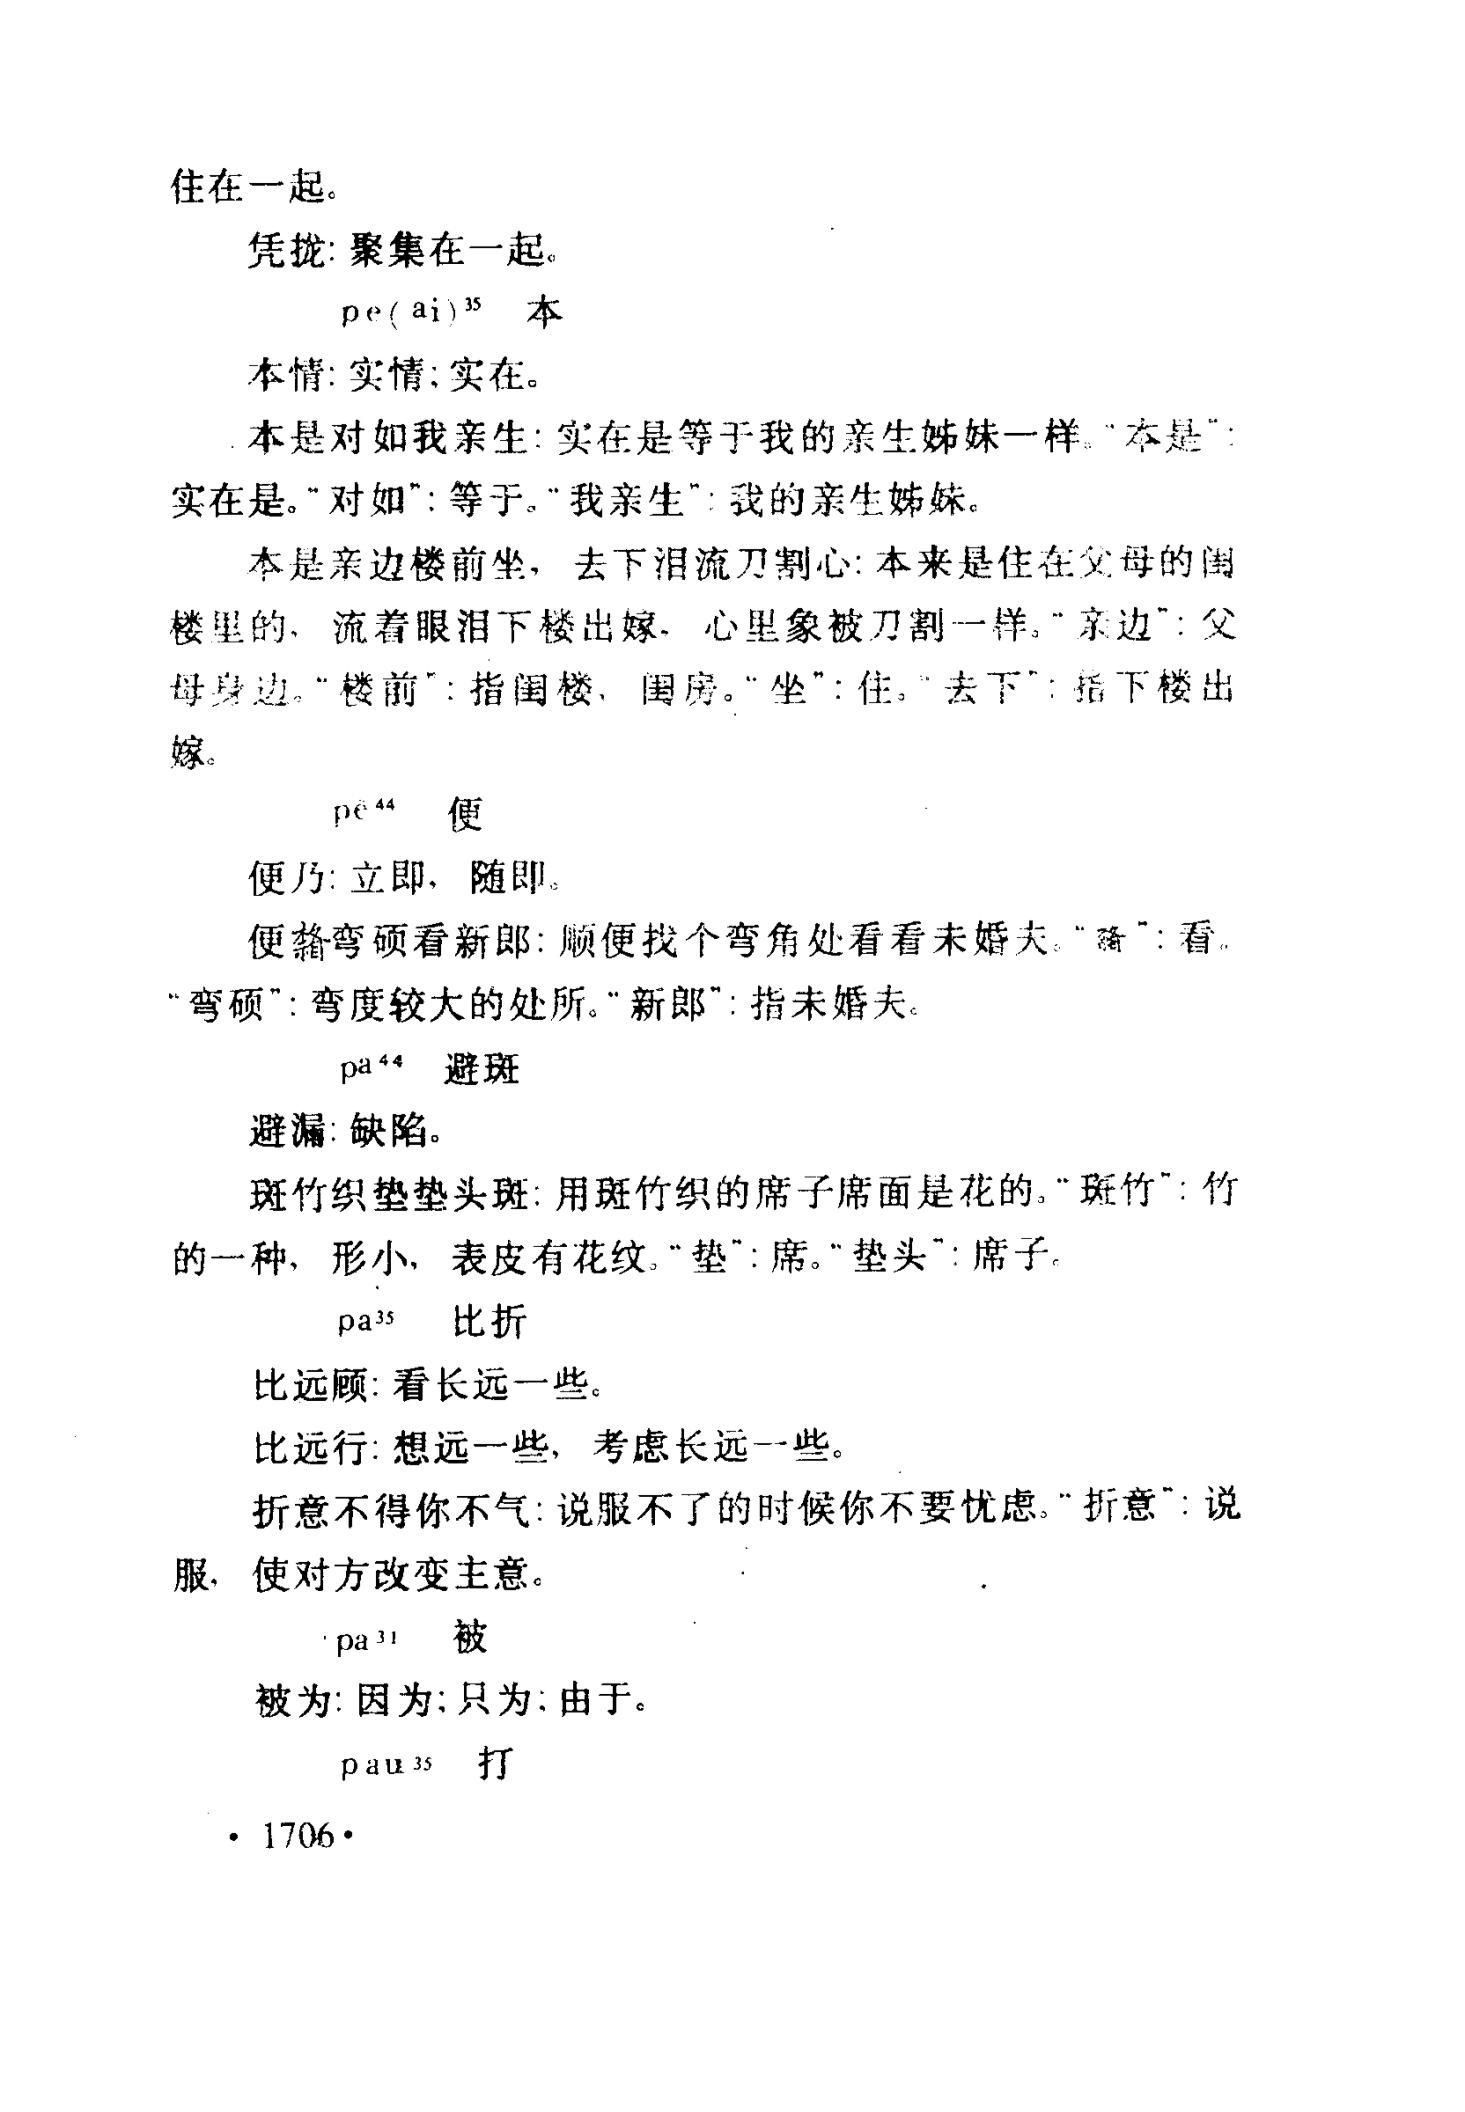 住在一起。
凭拢：聚集在一起。
pe(ai)³⁵ 本
本情：实情；实在。
本是对如我亲生：实在是等于我的亲生姊妹一样。“本是”：
实在是。“对如”：等于。“我亲生”：我的亲生姊妹。
本是亲边楼前坐，去下泪流刀割心：本来是住在父母的闺
楼里的，流着眼泪下楼出嫁，心里象被刀割一样。“亲边”：父
母身边。“楼前”：指闺楼、闺房。“坐”：住。“去下”：指下楼出
嫁。
pe⁴⁴ 便
便乃：立即，随即。
便弯硕看新郎：顺便找个弯角处看看未婚夫。“”：看。
“弯硕”：弯度较大的处所。“新郎”：指未婚夫。
pa⁴⁴ 避斑
避漏：缺陷。
斑竹织垫垫头斑：用斑竹织的席子席面是花的。“斑竹”：竹
的一种，形小，表皮有花纹。“垫”：席。“垫头”：席子。
pa³⁵ 比折
比远顾：看长远一些。
比远行：想远一些，考虑长远一些。
折意不得你不气：说服不了的时候你不要忧虑。“折意”：说
服，使对方改变主意。
pa³¹ 被
被为：因为；只为；由于。
pau³⁵ 打
·1706·